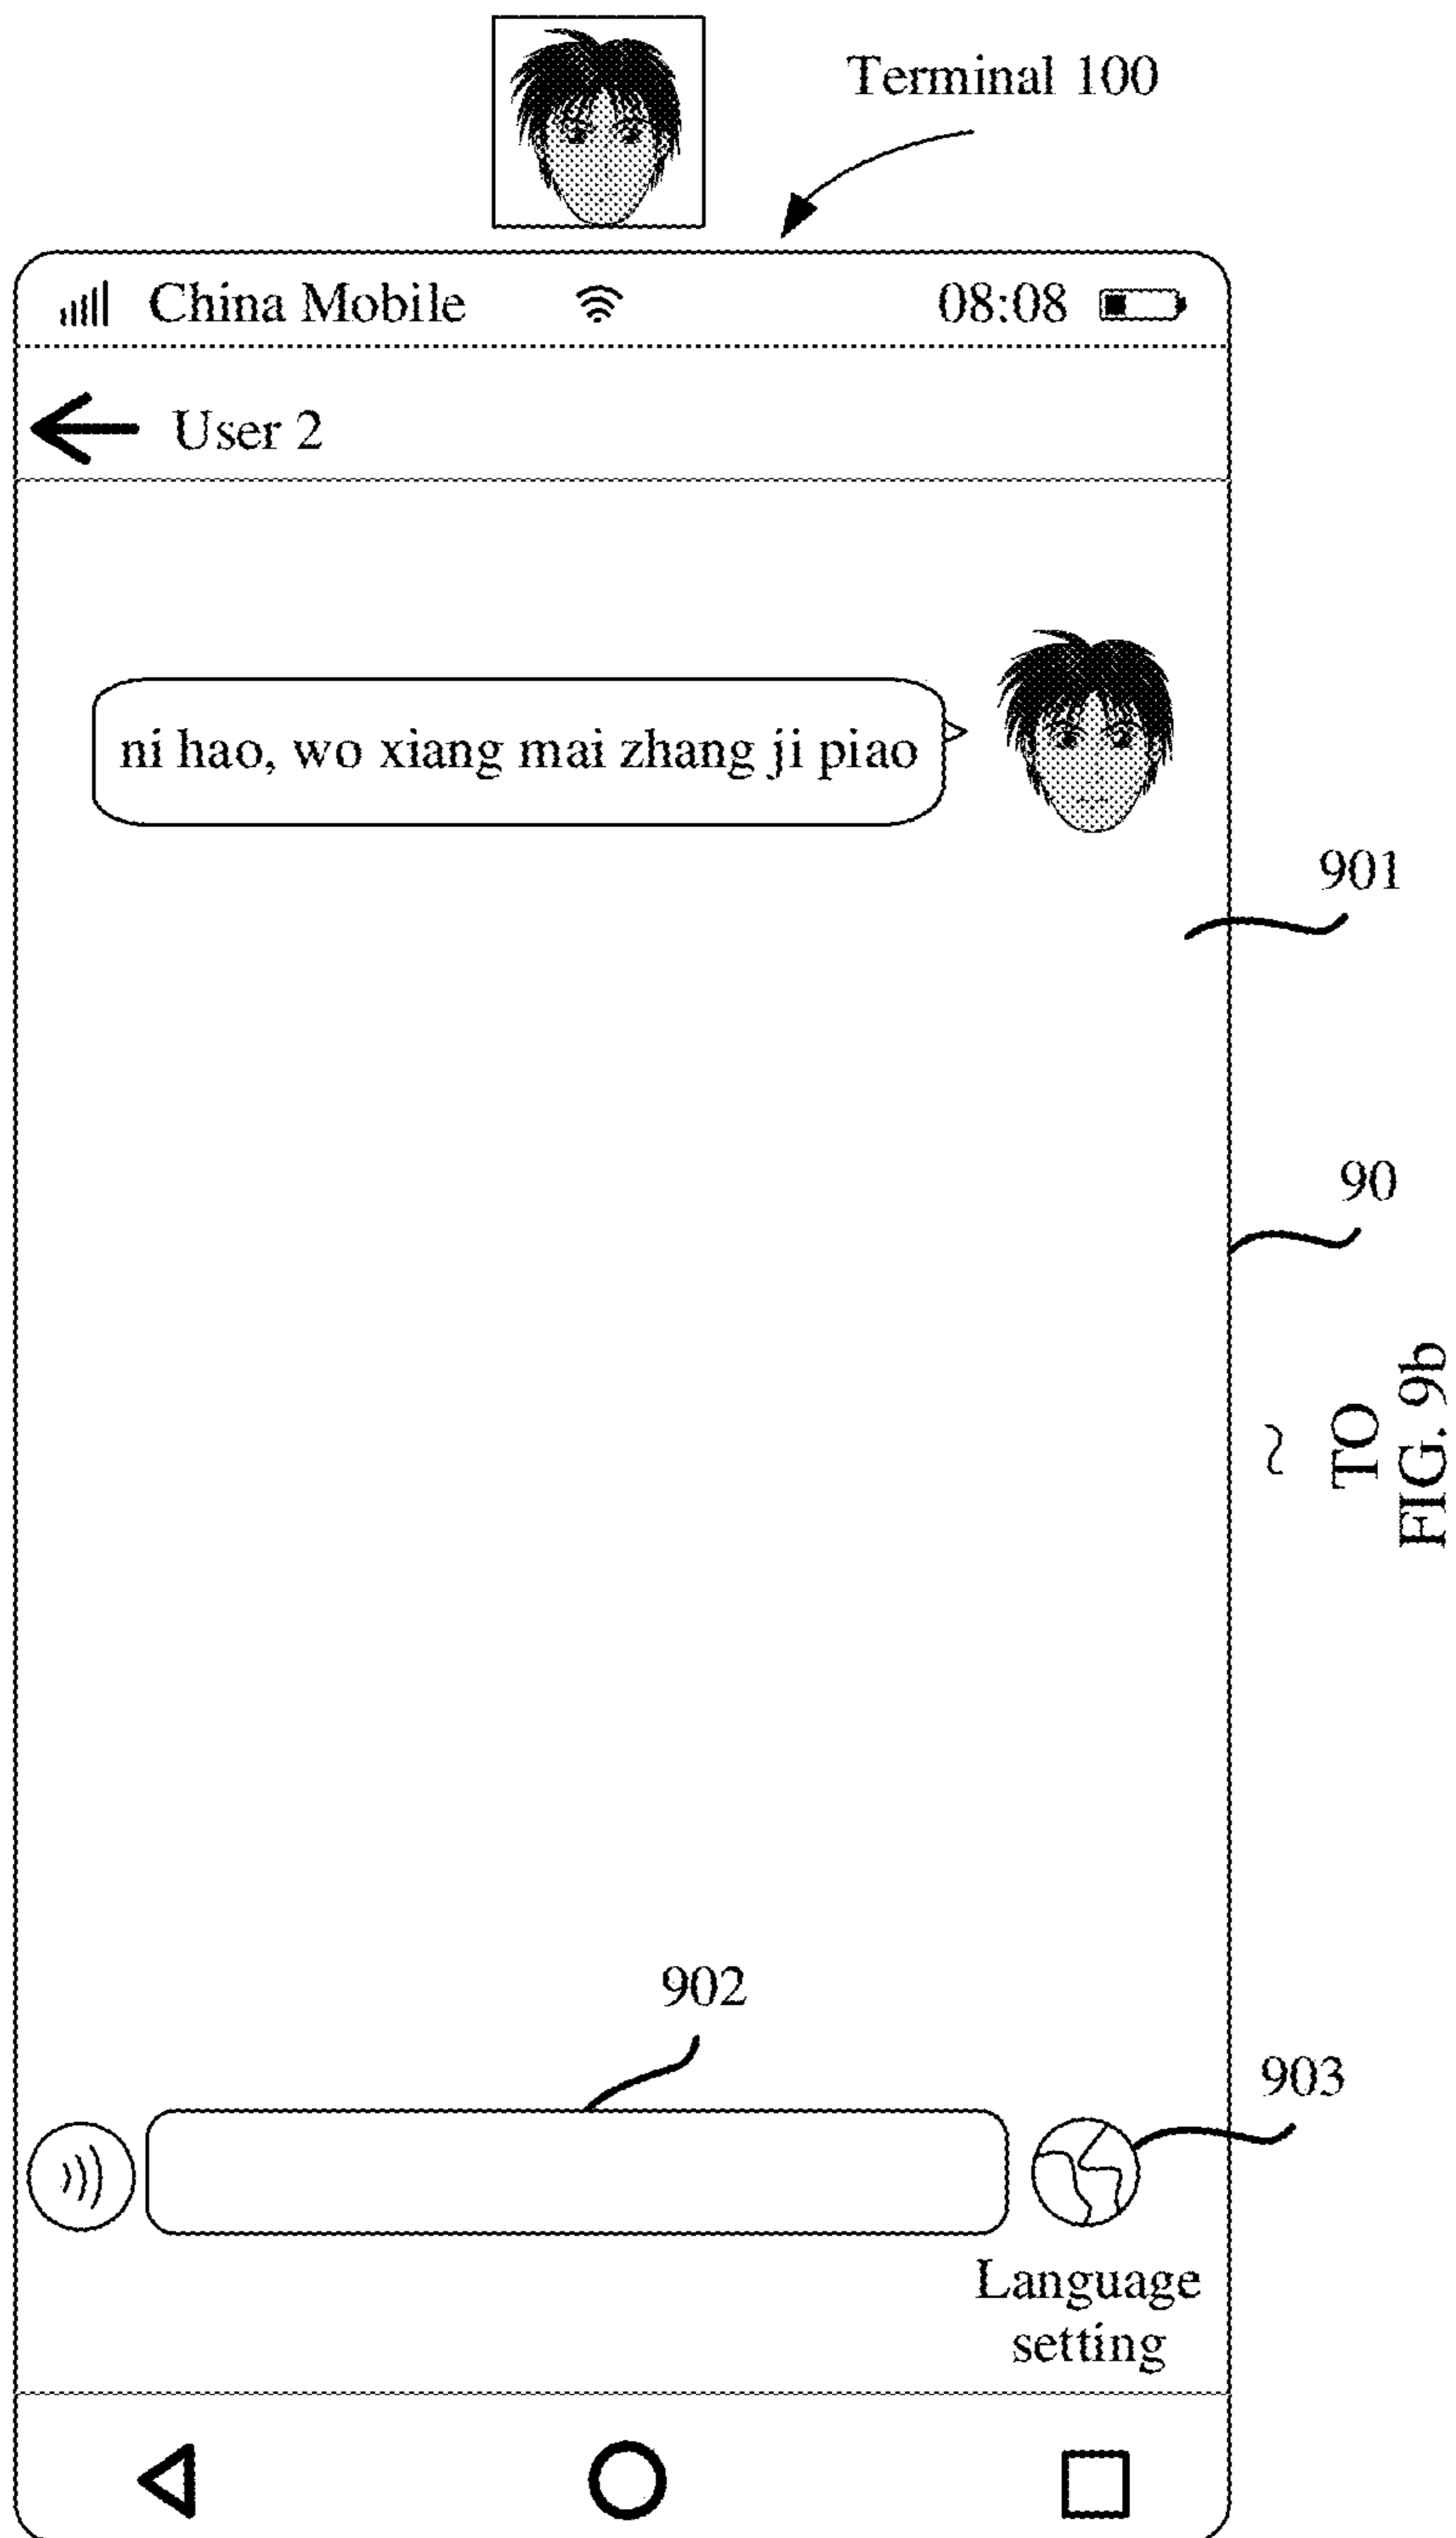 Terminal 100
China Mobile 08:08
User 2
ni hao, wo xiang mai zhang ji piao
901
90
TO
FIG. 9b
902
903
Language
setting